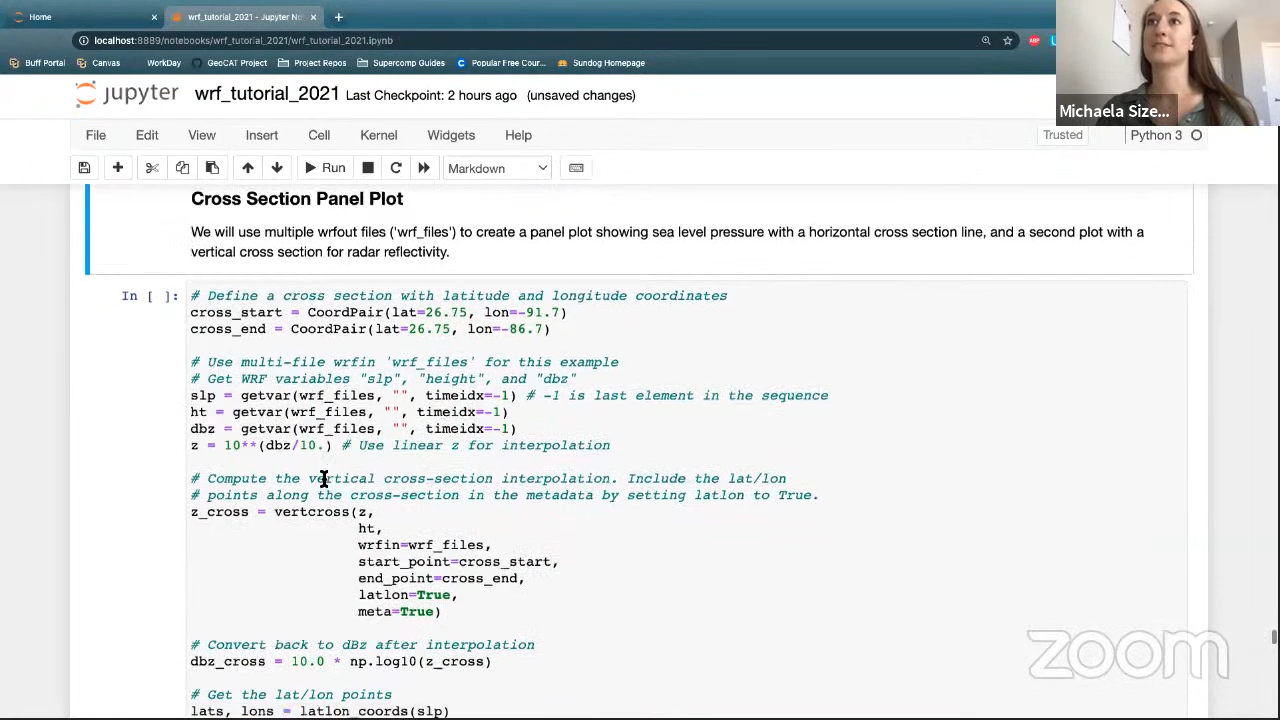 Home
wrf_tutorial_2021 - Jupyter No
localhost:8889/notebooks/wrf_tutorial_2021/wrf_tutorial_2021.ipynb
Buff Portal Canvas WorkDay GeoCAT Project Project Repos Supercomp Guides Popular Free Cour... Sundog Homepage
jupyter wrf_tutorial_2021 Last Checkpoint: 2 hours ago (unsaved changes)
Michaela Size...
File Edit View Insert Cell Kernel Widgets Help
Trusted Python 3
Run Markdown
Cross Section Panel Plot
We will use multiple wrfout files ('wrf_files') to create a panel plot showing sea level pressure with a horizontal cross section line, and a second plot with a
vertical cross section for radar reflectivity.
In [ ]: # Define a cross section with latitude and longitude coordinates
cross_start = CoordPair(lat=26.75, lon=-91.7)
cross_end = CoordPair(lat=26.75, lon=-86.7)
# Use multi-file wrfin 'wrf_files' for this example
# Get WRF variables "slp", "height", and "dbz"
slp = getvar(wrf_files, "", timeidx=-1) # -1 is last element in the sequence
ht = getvar(wrf_files, "", timeidx=-1)
dbz = getvar(wrf_files, "", timeidx=-1)
z = 10**(dbz/10.) # Use linear z for interpolation
# Compute the vertical cross-section interpolation. Include the lat/lon
# points along the cross-section in the metadata by setting latlon to True.
z_cross = vertcross(z,
ht,
wrfin=wrf_files,
start_point=cross_start,
end_point=cross_end,
latlon=True,
meta=True)
# Convert back to dBz after interpolation
dbz_cross = 10.0 * np.log10(z_cross)
# Get the lat/lon points
lats, lons = latlon_coords(slp)
zoom